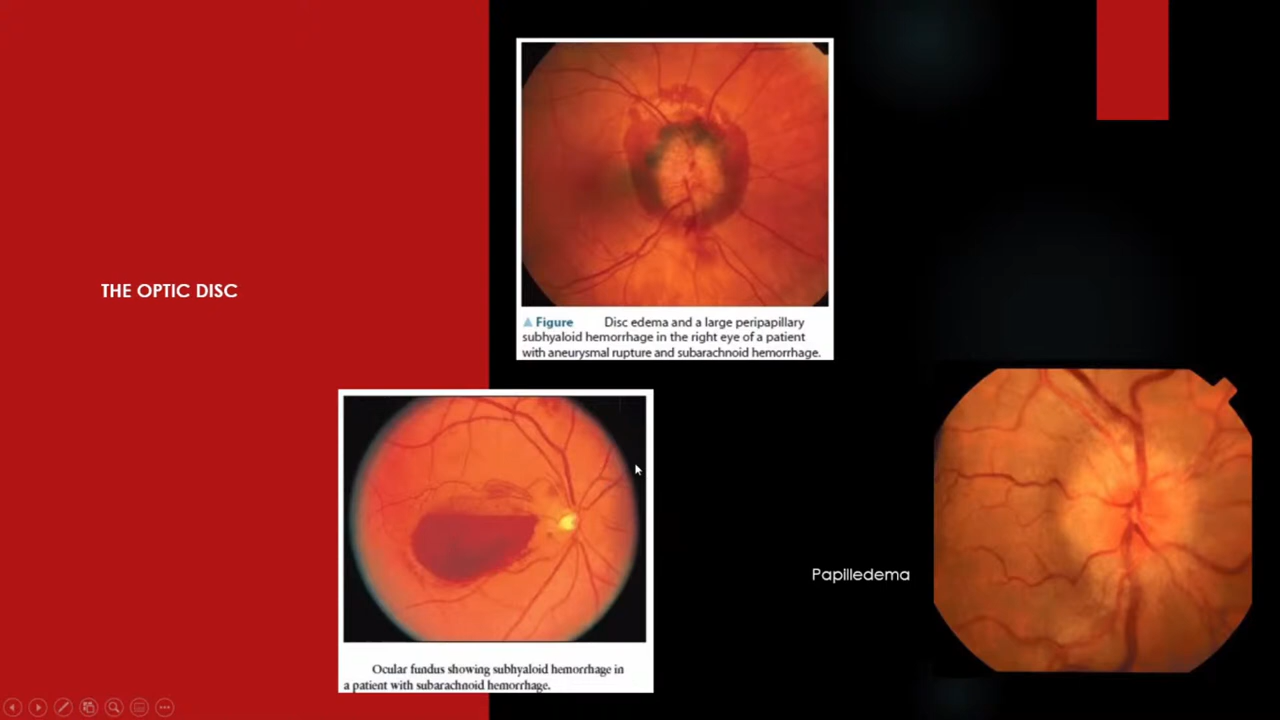 THE OPTIC DISC
▲ Figure Disc edema and a large peripapillary
subhyaloid hemorrhage in the right eye of a patient
with aneurysmal rupture and subarachnoid hemorrhage.
Ocular fundus showing subhyaloid hemorrhage in
a patient with subarachnoid hemorrhage.
Papilledema